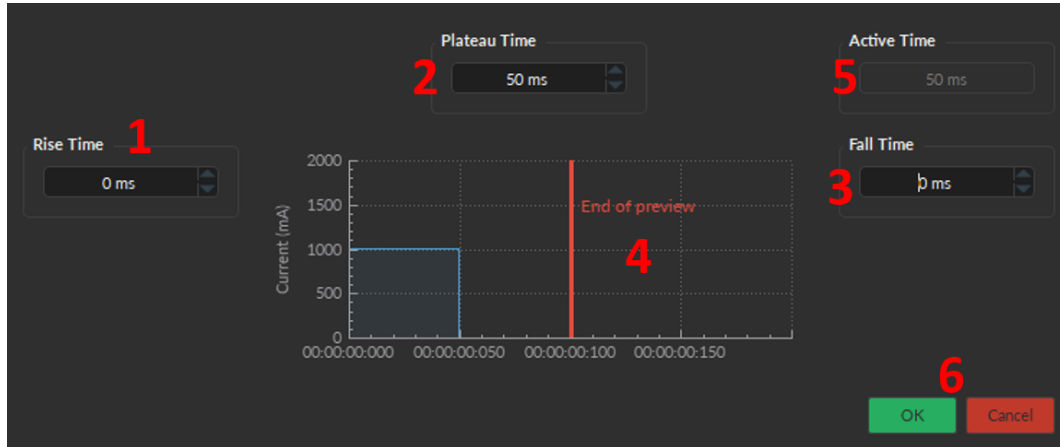 Plateau Time
2
50 ms
Active Time
5
50 ms
1
Rise Time
0 ms
Fall Time
3
0 ms
2000
1500
1000
500
0
Current (mA)
End of preview
4
00:00:00:000 00:00:00:050 00:00:00:100 00:00:00:150
6
OK
Cancel